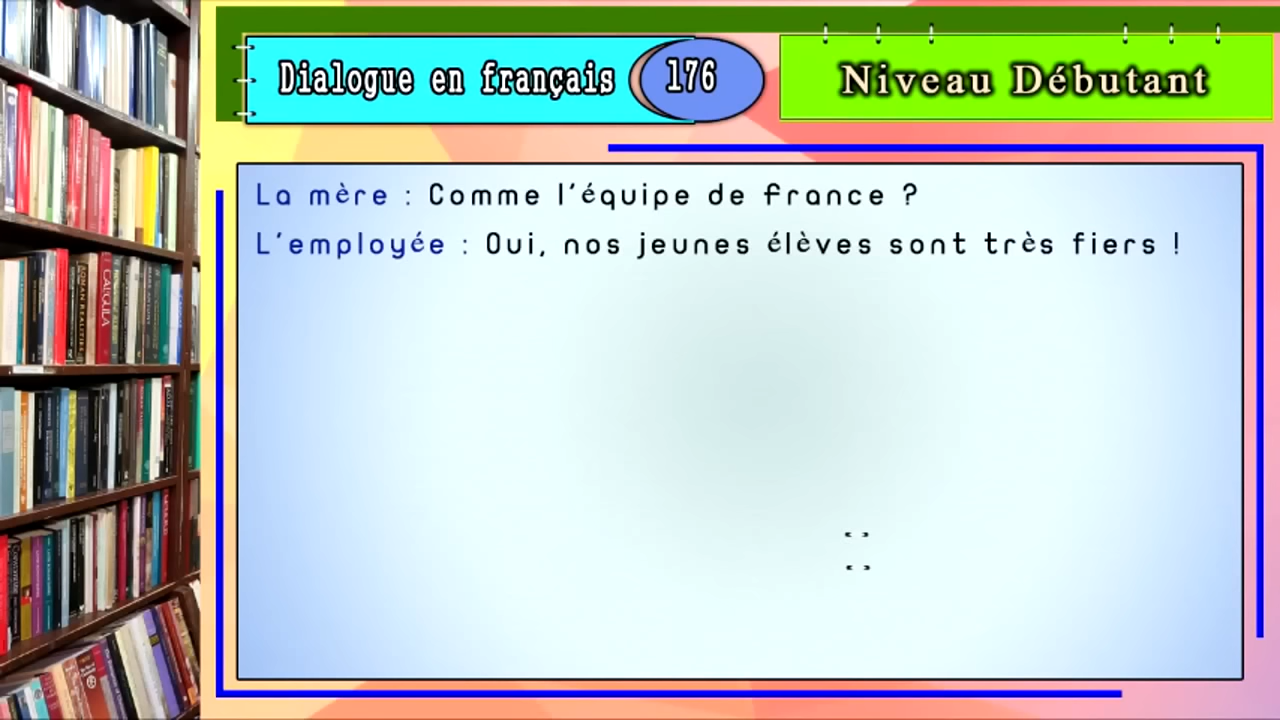 Dialogue en français 176
Niveau Débutant
La mère : Comme l'équipe de france ?
L'employée : Oui, nos jeunes élèves sont très fiers !
CALIGULA